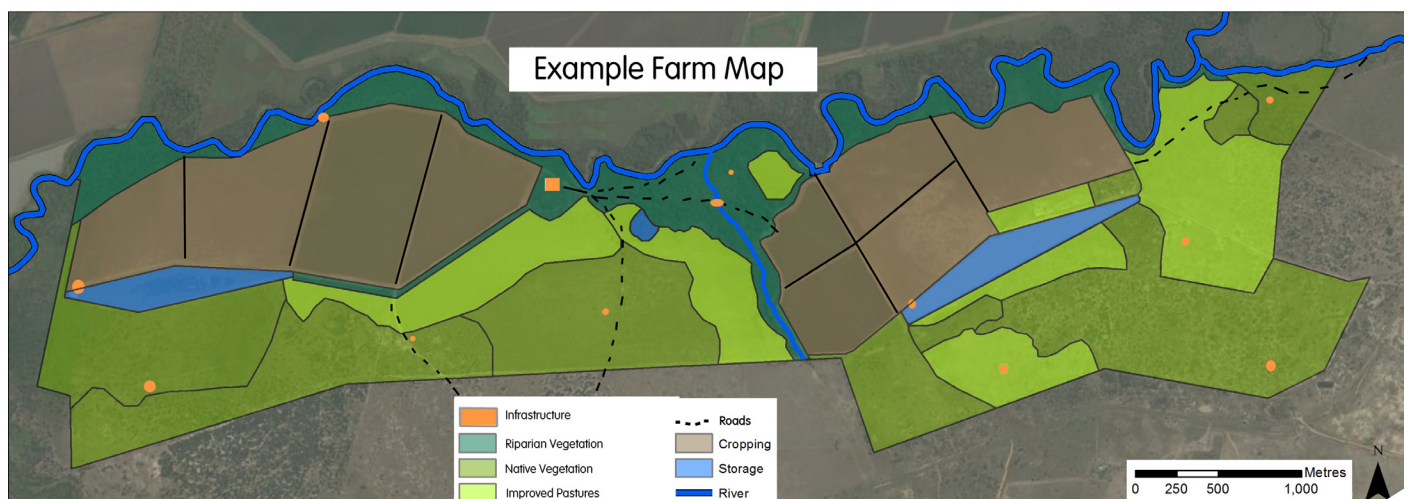 Example Farm Map
Infrastructure
Riparian Vegetation
Native Vegetation
Improved Pastures
Roads
Cropping
Storage
River
N
Metres
0 250 500 1,000